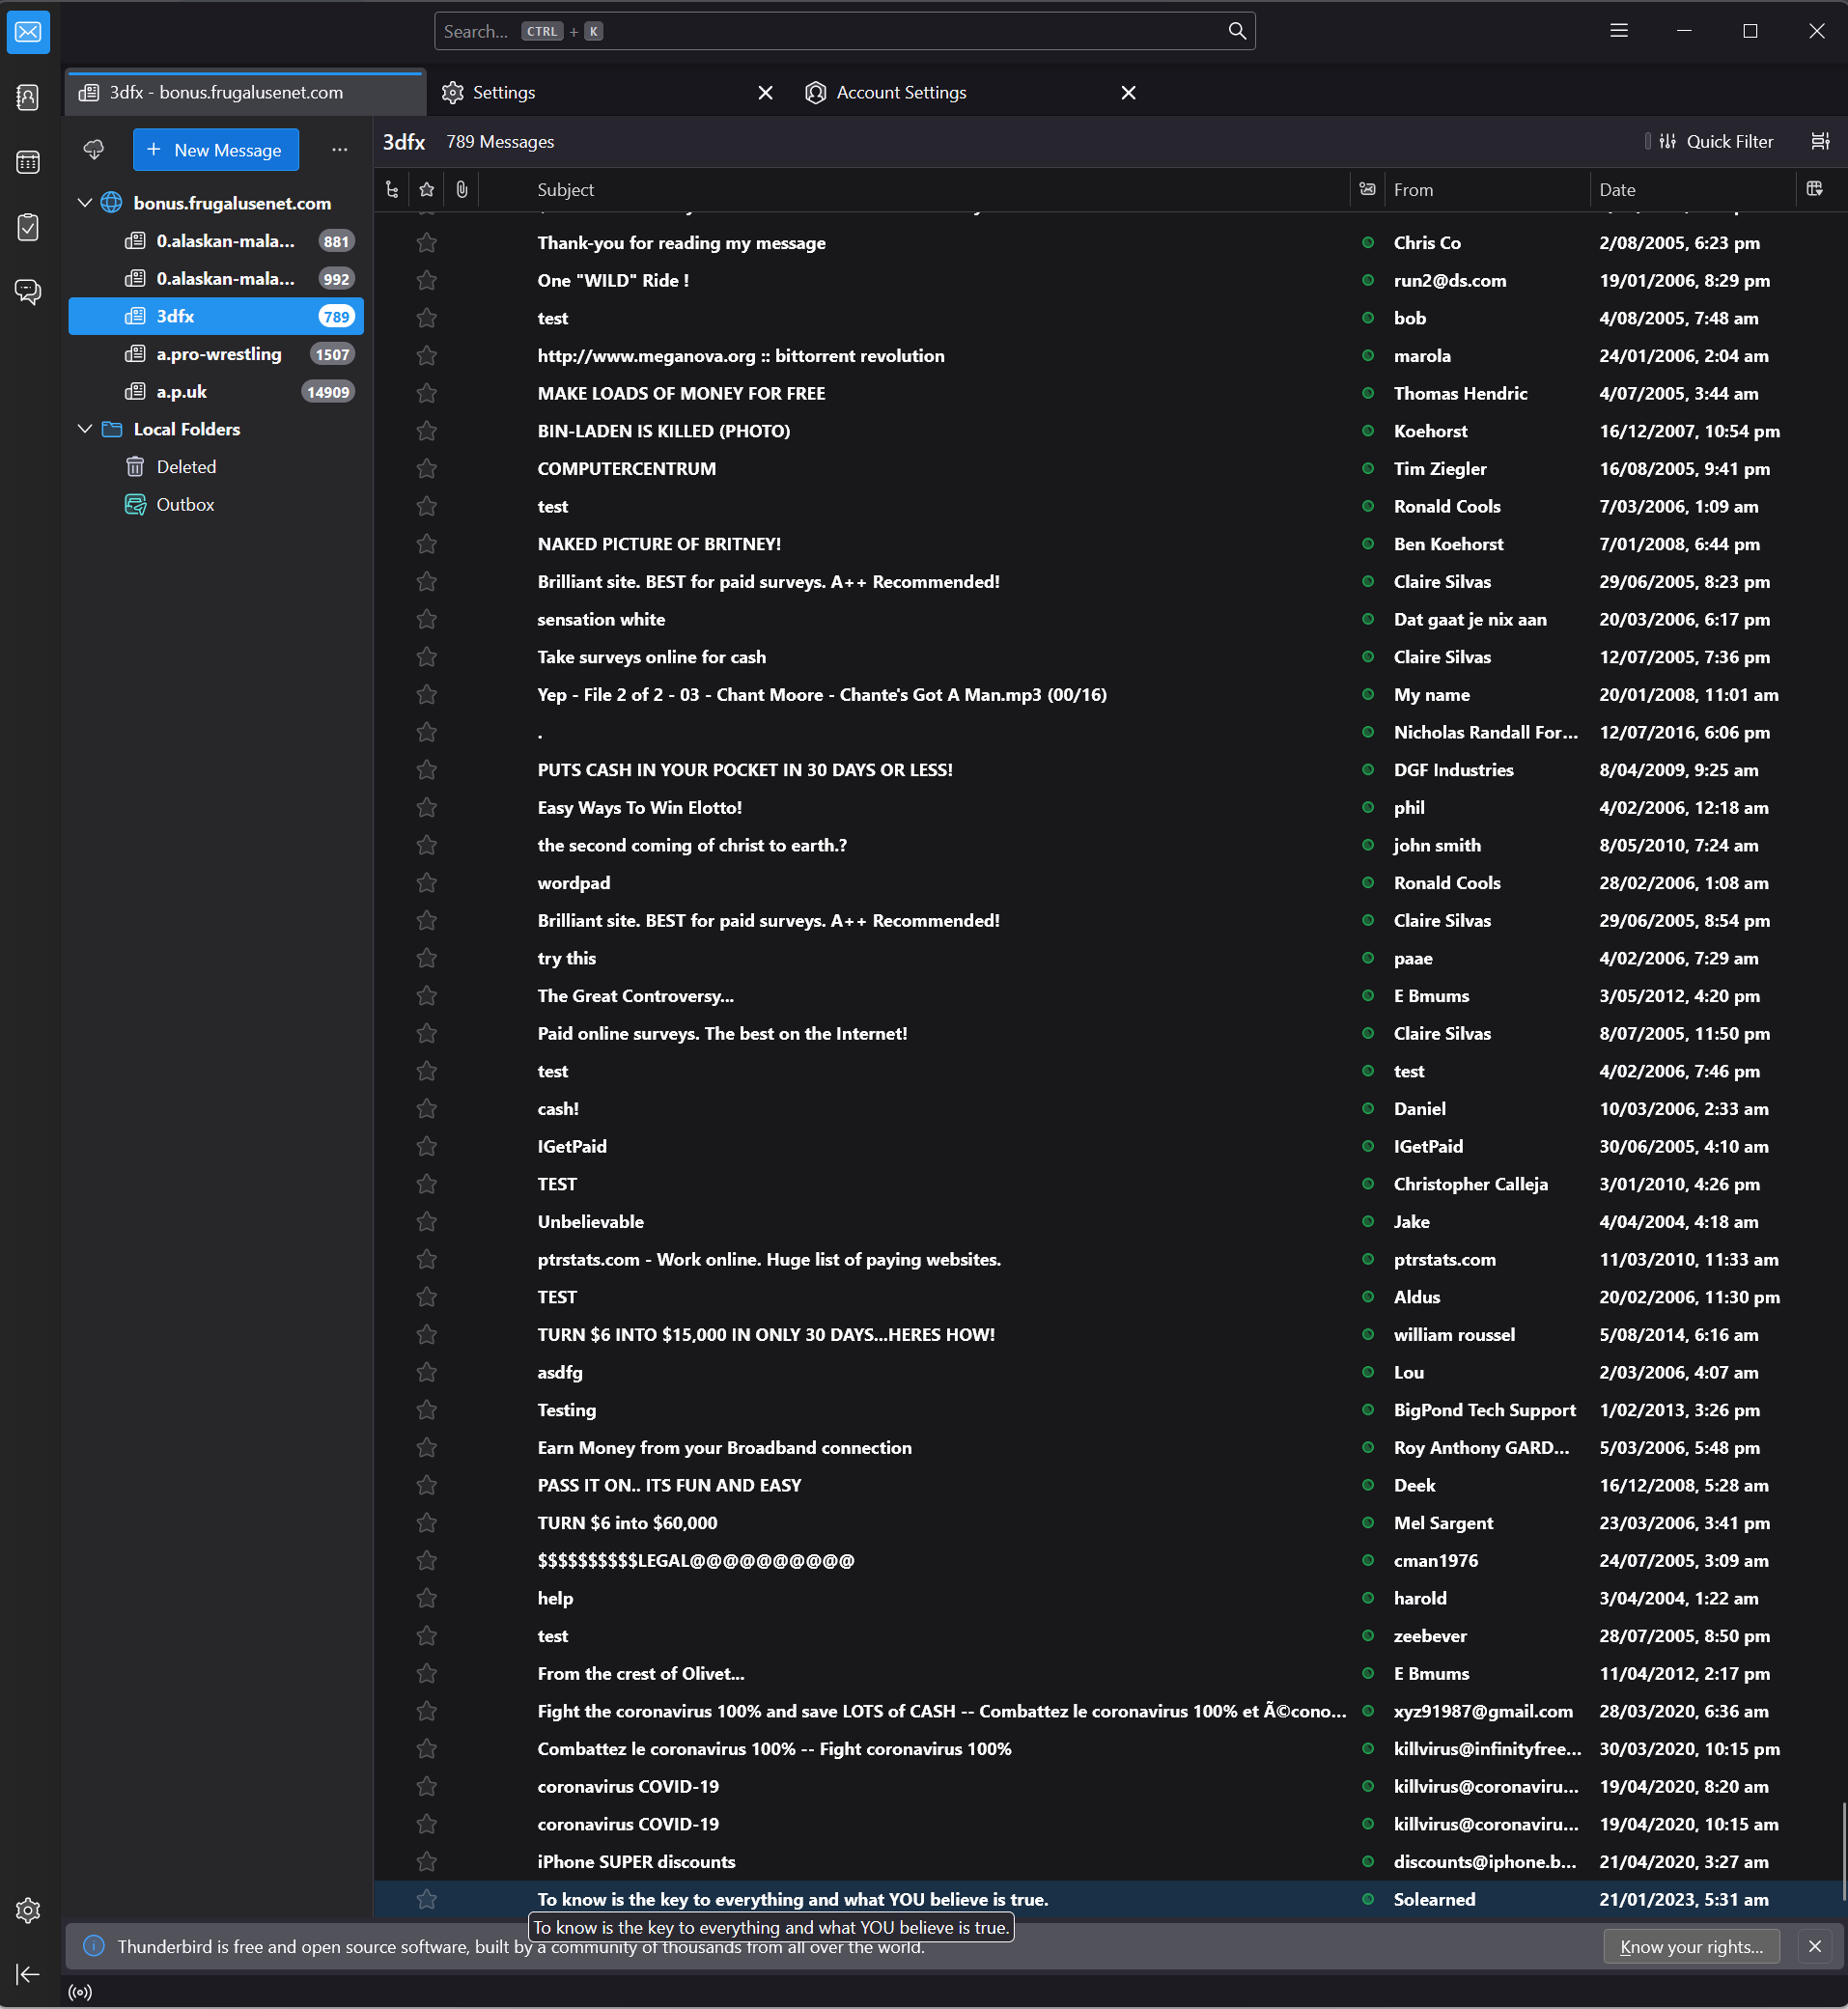 Search... CTRL + K
3dfx - bonus.frugalusenet.com
Settings
Account Settings
+ New Message
...
3dfx 789 Messages
Quick Filter
Subject From Date
bonus.frugalusenet.com
0.alaskan-mala... 881
0.alaskan-mala... 992
3dfx 789
a.pro-wrestling 1507
a.p.uk 14909
Local Folders
Deleted
Outbox
Thank-you for reading my message Chris Co 2/08/2005, 6:23 pm
One "WILD" Ride ! run2@ds.com 19/01/2006, 8:29 pm
test bob 4/08/2005, 7:48 am
http://www.meganova.org :: bittorrent revolution marola 24/01/2006, 2:04 am
MAKE LOADS OF MONEY FOR FREE Thomas Hendric 4/07/2005, 3:44 am
BIN-LADEN IS KILLED (PHOTO) Koehorst 16/12/2007, 10:54 pm
COMPUTERCENTRUM Tim Ziegler 16/08/2005, 9:41 pm
test Ronald Cools 7/03/2006, 1:09 am
NAKED PICTURE OF BRITNEY! Ben Koehorst 7/01/2008, 6:44 pm
Brilliant site. BEST for paid surveys. A++ Recommended! Claire Silvas 29/06/2005, 8:23 pm
sensation white Dat gaat je nix aan 20/03/2006, 6:17 pm
Take surveys online for cash Claire Silvas 12/07/2005, 7:36 pm
Yep - File 2 of 2 - 03 - Chant Moore - Chante's Got A Man.mp3 (00/16) My name 20/01/2008, 11:01 am
. Nicholas Randall For... 12/07/2016, 6:06 pm
PUTS CASH IN YOUR POCKET IN 30 DAYS OR LESS! DGF Industries 8/04/2009, 9:25 am
Easy Ways To Win Elotto! phil 4/02/2006, 12:18 am
the second coming of christ to earth.? john smith 8/05/2010, 7:24 am
wordpad Ronald Cools 28/02/2006, 1:08 am
Brilliant site. BEST for paid surveys. A++ Recommended! Claire Silvas 29/06/2005, 8:54 pm
try this paae 4/02/2006, 7:29 am
The Great Controversy... E Bmums 3/05/2012, 4:20 pm
Paid online surveys. The best on the Internet! Claire Silvas 8/07/2005, 11:50 pm
test test 4/02/2006, 7:46 pm
cash! Daniel 10/03/2006, 2:33 am
IGetPaid IGetPaid 30/06/2005, 4:10 am
TEST Christopher Calleja 3/01/2010, 4:26 pm
Unbelievable Jake 4/04/2004, 4:18 am
ptrstats.com - Work online. Huge list of paying websites. ptrstats.com 11/03/2010, 11:33 am
TEST Aldus 20/02/2006, 11:30 pm
TURN $6 INTO $15,000 IN ONLY 30 DAYS...HERES HOW! william roussel 5/08/2014, 6:16 am
asdfg Lou 2/03/2006, 4:07 am
Testing BigPond Tech Support 1/02/2013, 3:26 pm
Earn Money from your Broadband connection Roy Anthony GARD... 5/03/2006, 5:48 pm
PASS IT ON.. ITS FUN AND EASY Deek 16/12/2008, 5:28 am
TURN $6 into $60,000 Mel Sargent 23/03/2006, 3:41 pm
$$$$$$$$$$LEGAL@@@@@@@@@@ cman1976 24/07/2005, 3:09 am
help harold 3/04/2004, 1:22 am
test zeebever 28/07/2005, 8:50 pm
From the crest of Olivet... E Bmums 11/04/2012, 2:17 pm
Fight the coronavirus 100% and save LOTS of CASH -- Combattez le coronavirus 100% et Ã©cono... xyz91987@gmail.com 28/03/2020, 6:36 am
Combattez le coronavirus 100% -- Fight coronavirus 100% killvirus@infinityfree... 30/03/2020, 10:15 pm
coronavirus COVID-19 killvirus@coronaviru... 19/04/2020, 8:20 am
coronavirus COVID-19 killvirus@coronaviru... 19/04/2020, 10:15 am
iPhone SUPER discounts discounts@iphone.b... 21/04/2020, 3:27 am
To know is the key to everything and what YOU believe is true. Solearned 21/01/2023, 5:31 am
To know is the key to everything and what YOU believe is true.
Thunderbird is free and open source software, built by a community of thousands from all over the world.
Know your rights...